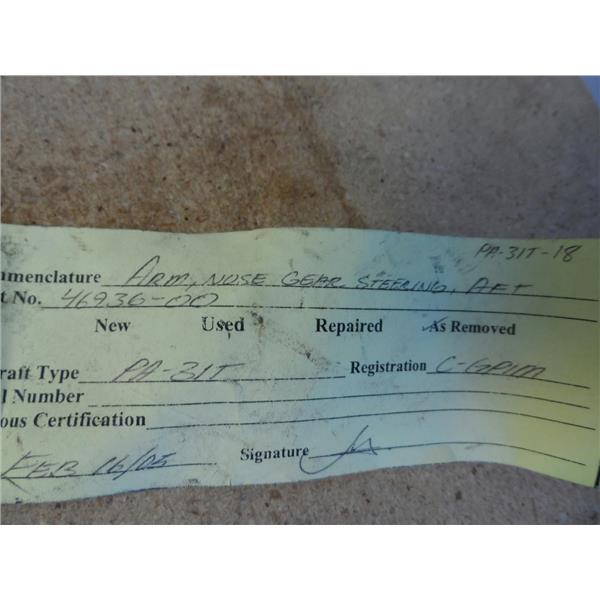 PA-31T-18
menclature ARM, NOSE GEAR STEERING, AFT
t No. 46936-00
New Used Repaired As Removed
raft Type PA-31T Registration C-GPIM
l Number
ous Certification
FEB 16/05 Signature